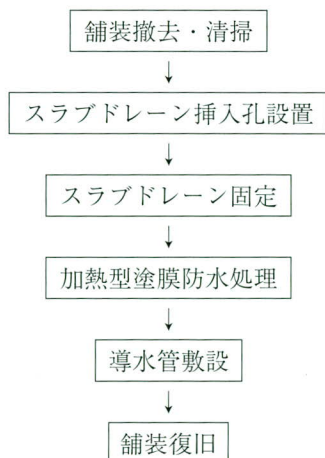 舗装撤去・清掃
↓
スラブドレーン挿入孔設置
↓
スラブドレーン固定
↓
加熱型塗膜防水処理
↓
導水管敷設
↓
舗装復旧